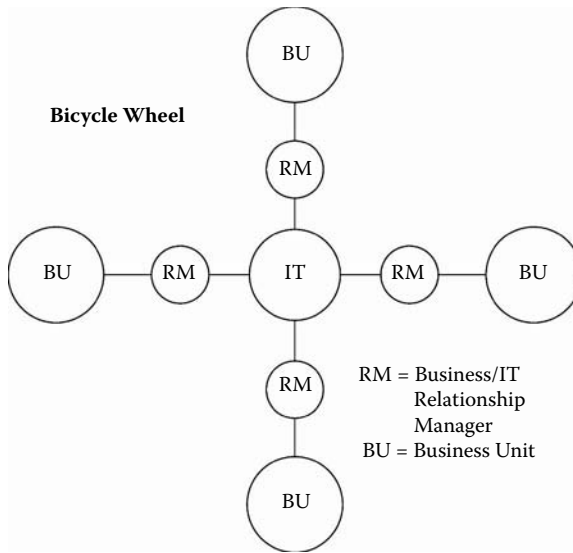 BU
Bicycle Wheel
RM
BU
RM
IT
RM
BU
RM
RM = Business/IT
Relationship
Manager
BU = Business Unit
BU